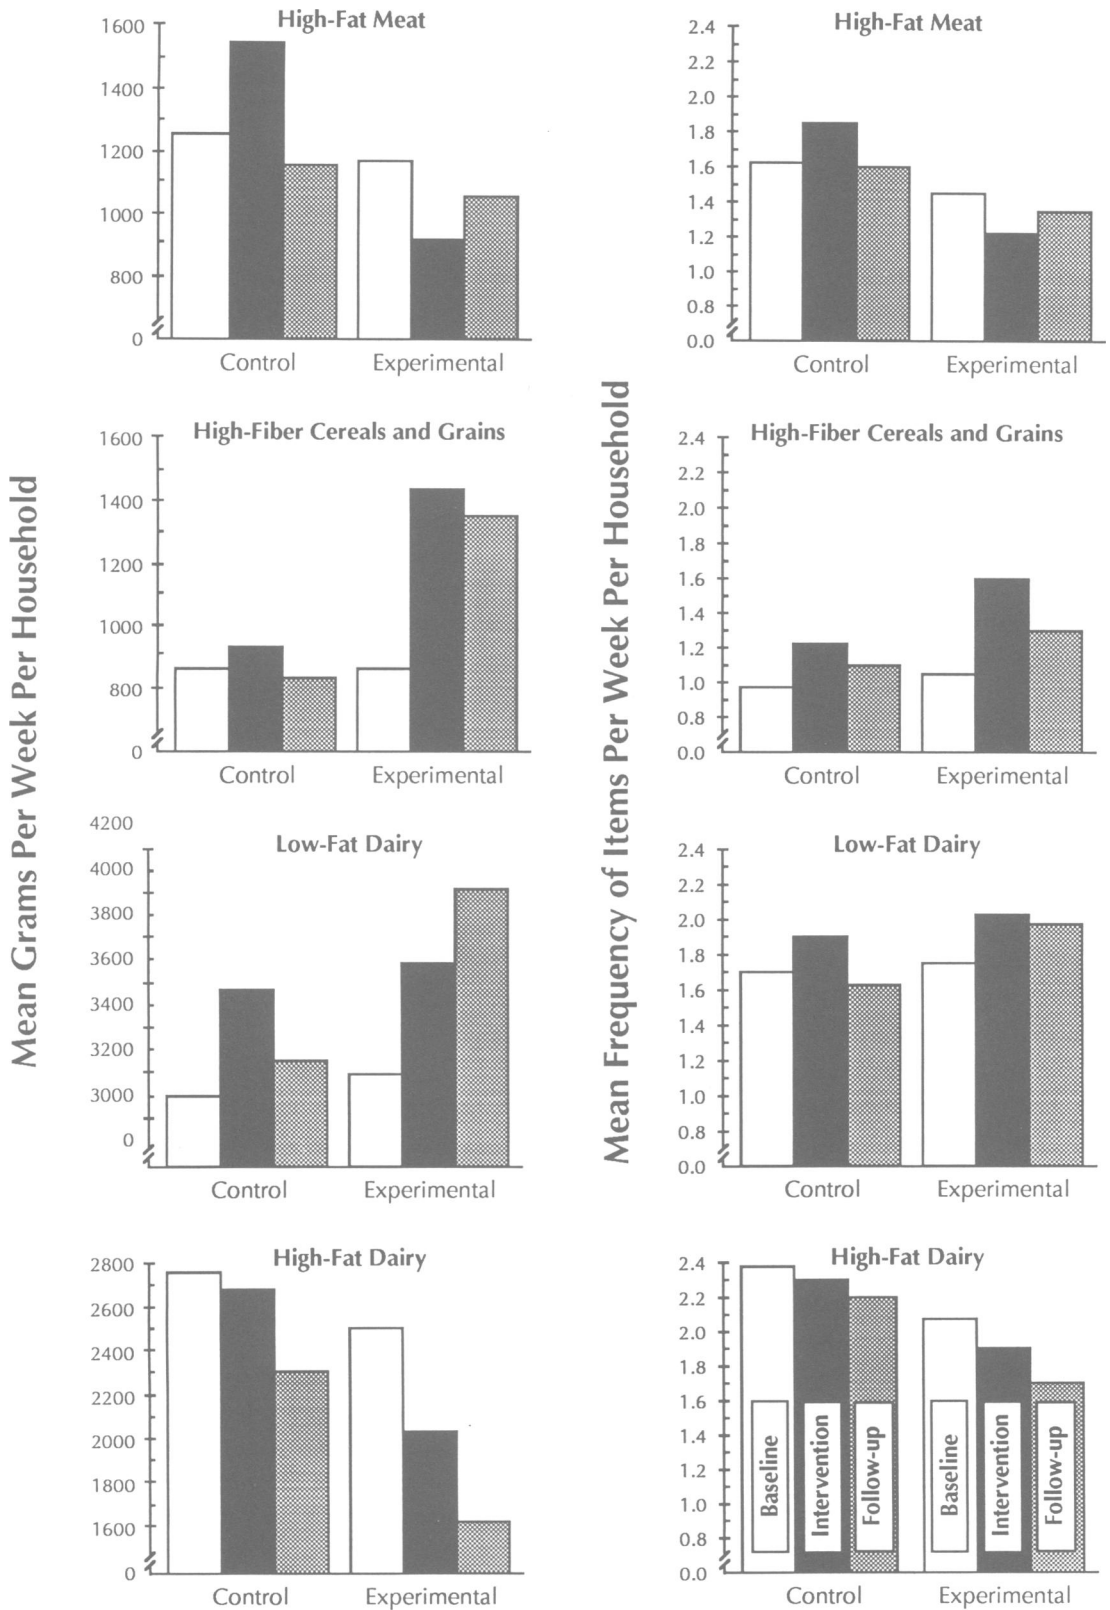 Mean Grams Per Week Per Household
High-Fat Meat
1600
1400
1200
1000
800
0
Control Experimental
High-Fiber Cereals and Grains
1600
1400
1200
1000
800
0
Control Experimental
Low-Fat Dairy
4200
4000
3800
3600
3400
3200
3000
0
Control Experimental
High-Fat Dairy
2800
2600
2400
2200
2000
1800
1600
0
Control Experimental
Mean Frequency of Items Per Week Per Household
High-Fat Meat
2.4
2.2
2.0
1.8
1.6
1.4
1.2
1.0
0.8
0.0
Control Experimental
High-Fiber Cereals and Grains
2.4
2.2
2.0
1.8
1.6
1.4
1.2
1.0
0.8
0.0
Control Experimental
Low-Fat Dairy
2.4
2.2
2.0
1.8
1.6
1.4
1.2
1.0
0.8
0.0
Control Experimental
High-Fat Dairy
2.4
2.2
2.0
1.8
1.6
1.4
1.2
1.0
0.8
0.0
Baseline
Intervention
Follow-up
Baseline
Intervention
Follow-up
Control Experimental